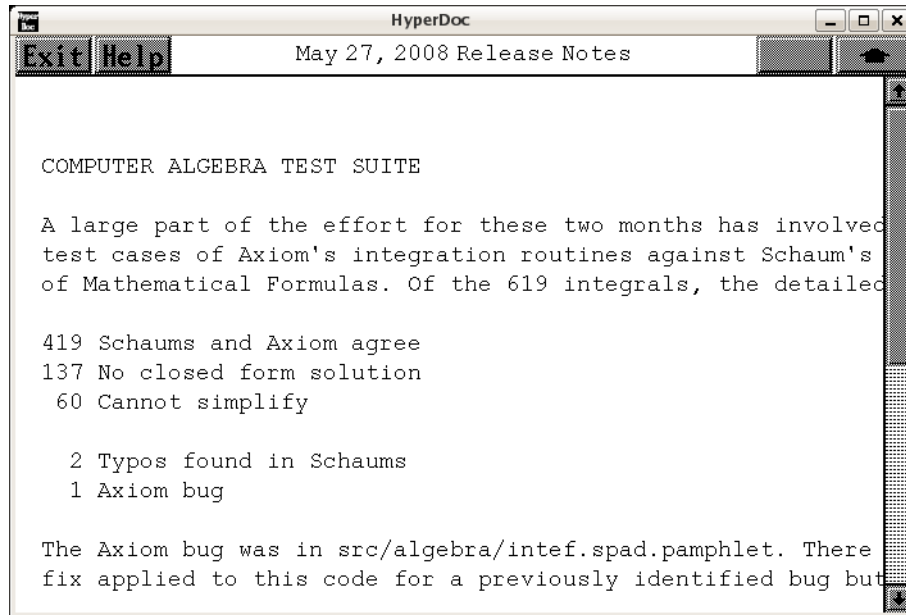 Hyper
Doc
HyperDoc
Exit Help May 27, 2008 Release Notes
COMPUTER ALGEBRA TEST SUITE
A large part of the effort for these two months has involved
test cases of Axiom's integration routines against Schaum's
of Mathematical Formulas. Of the 619 integrals, the detailed
419 Schaums and Axiom agree
137 No closed form solution
60 Cannot simplify
2 Typos found in Schaums
1 Axiom bug
The Axiom bug was in src/algebra/intef.spad.pamphlet. There
fix applied to this code for a previously identified bug but